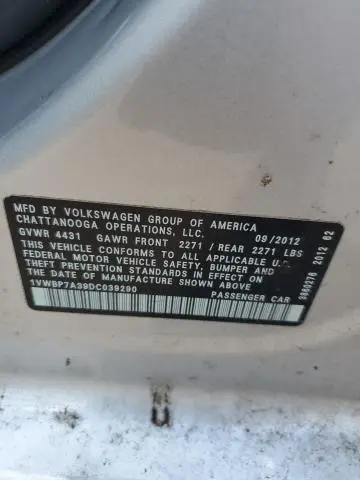 MFD BY VOLKSWAGEN GROUP OF AMERICA
CHATTANOOGA OPERATIONS, LLC. 09/2012
GVWR 4431 GAWR FRONT 2271 / REAR 2271 LBS
THIS VEHICLE CONFORMS TO ALL APPLICABLE U.S.
FEDERAL MOTOR VEHICLE SAFETY, BUMPER AND
THEFT PREVENTION STANDARDS IN EFFECT ON
THE DATE OF MANUFACTURE SHOWN ABOVE
1VWBP7A39DC039290 PASSENGER CAR
3860276 2012 62